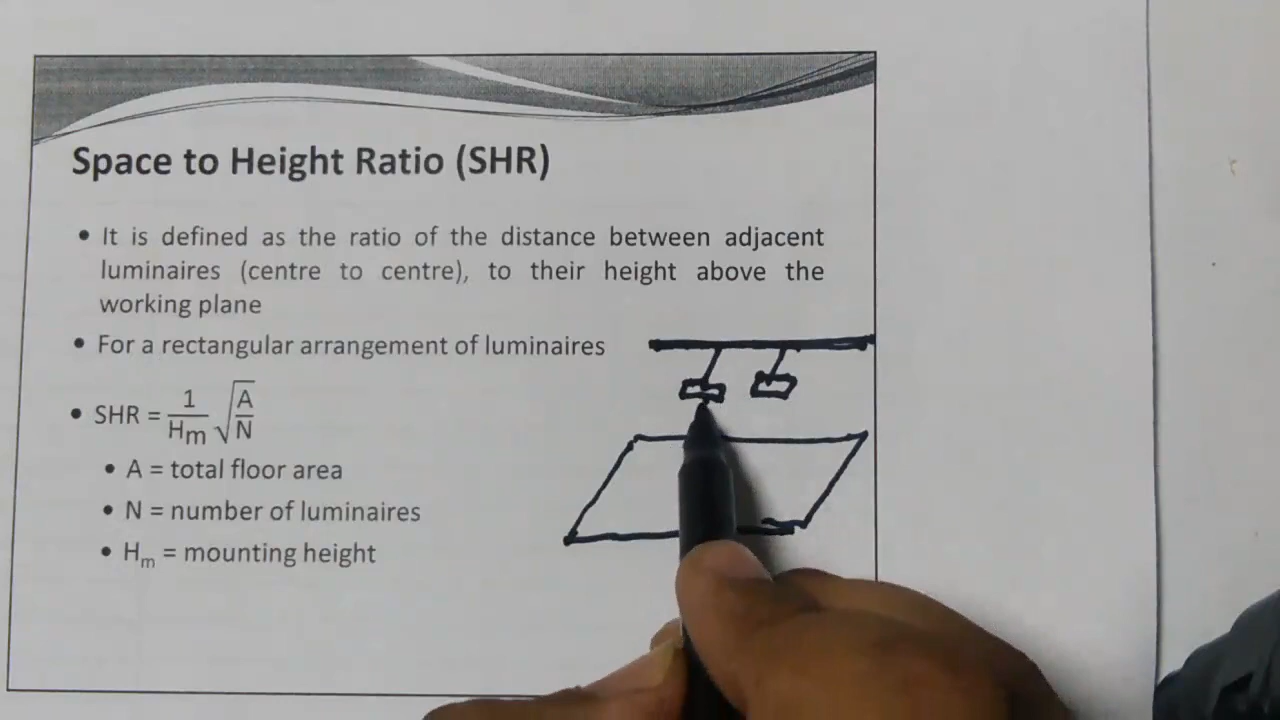 Space to Height Ratio (SHR)
• It is defined as the ratio of the distance between adjacent
luminaires (centre to centre), to their height above the
working plane
• For a rectangular arrangement of luminaires
• SHR = 1/Hm √(A/N)
• A = total floor area
• N = number of luminaires
• Hm = mounting height